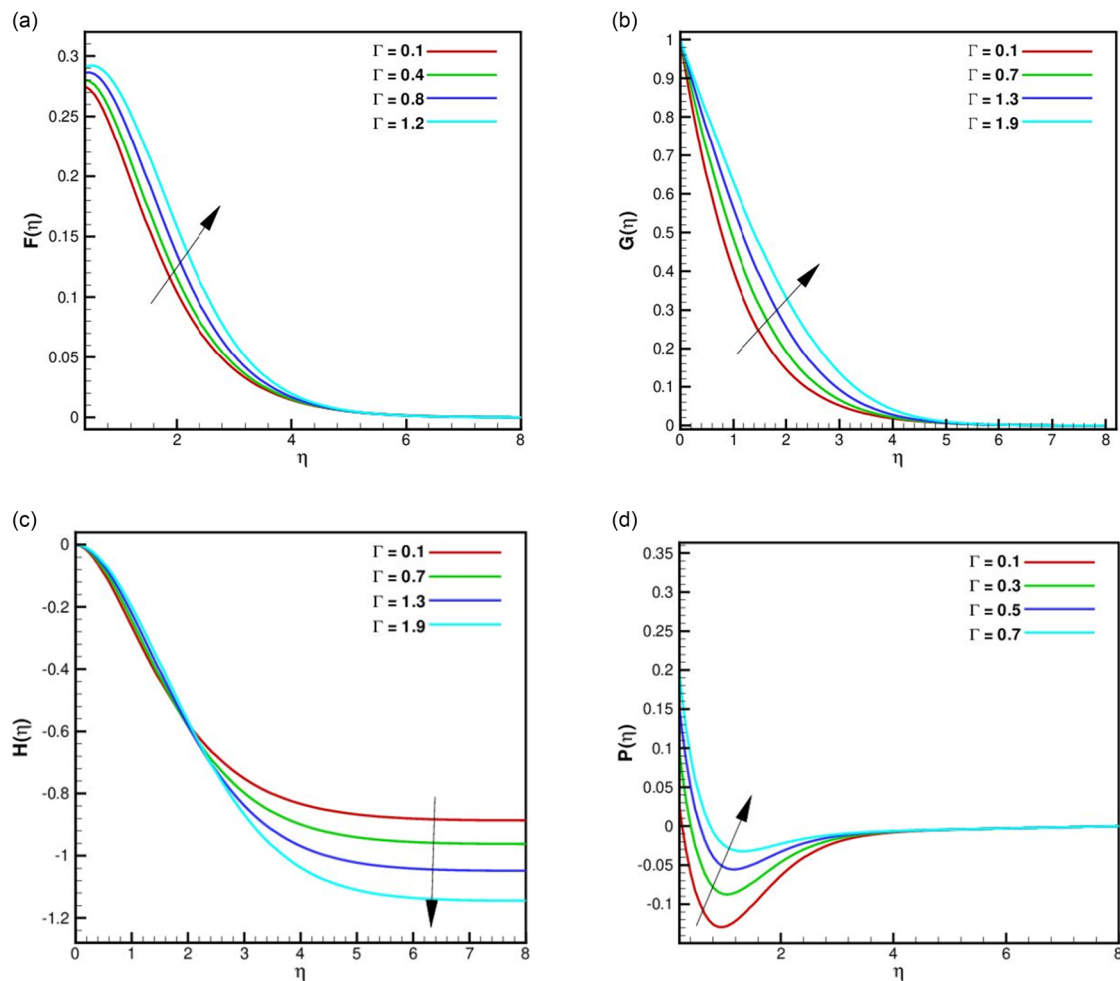 (a)
0.3
0.25
0.2
0.15
0.1
0.05
0
F(η)
Γ = 0.1
Γ = 0.4
Γ = 0.8
Γ = 1.2
2 4 6 8
η
(b)
1
0.9
0.8
0.7
0.6
0.5
0.4
0.3
0.2
0.1
0
G(η)
Γ = 0.1
Γ = 0.7
Γ = 1.3
Γ = 1.9
0 1 2 3 4 5 6 7 8
η
(c)
0
-0.2
-0.4
-0.6
-0.8
-1
-1.2
H(η)
Γ = 0.1
Γ = 0.7
Γ = 1.3
Γ = 1.9
0 1 2 3 4 5 6 7 8
η
(d)
0.35
0.3
0.25
0.2
0.15
0.1
0.05
0
-0.05
-0.1
P(η)
Γ = 0.1
Γ = 0.3
Γ = 0.5
Γ = 0.7
2 4 6 8
η